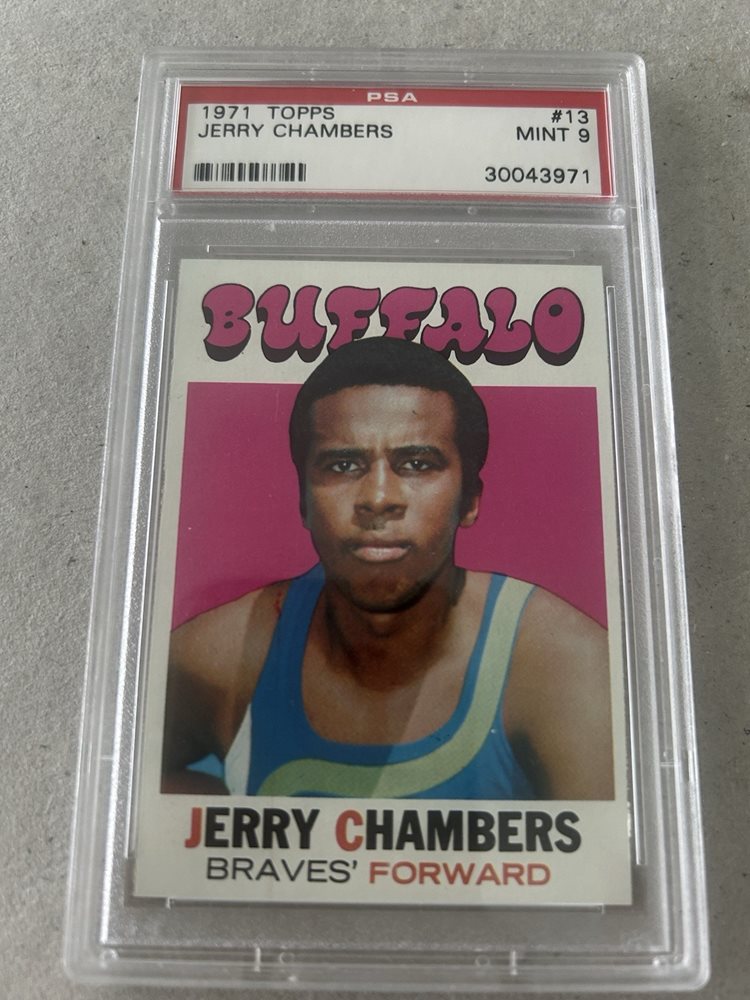 PSA
1971 TOPPS #13
JERRY CHAMBERS MINT 9
30043971
BUFFALO
JERRY CHAMBERS
BRAVES' FORWARD